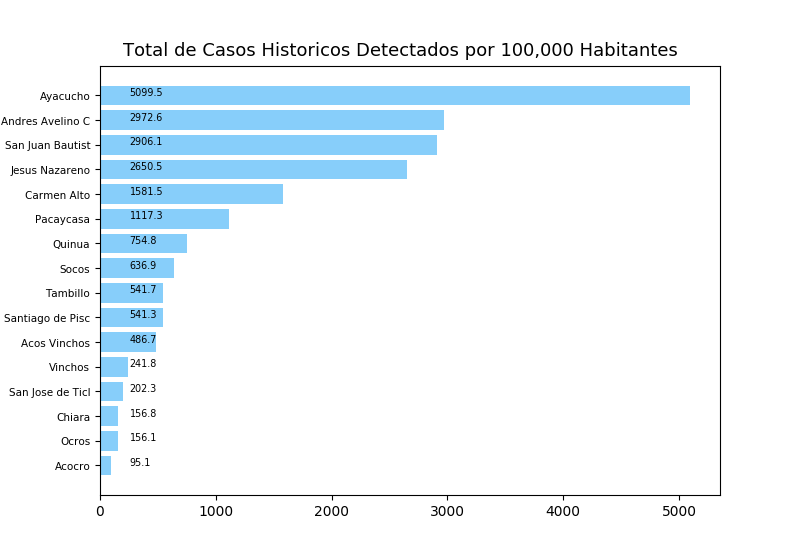 Total de Casos Historicos Detectados por 100,000 Habitantes
Ayacucho 5099.5
Andres Avelino C 2972.6
San Juan Bautist 2906.1
Jesus Nazareno 2650.5
Carmen Alto 1581.5
Pacaycasa 1117.3
Quinua 754.8
Socos 636.9
Tambillo 541.7
Santiago de Pisc 541.3
Acos Vinchos 486.7
Vinchos 241.8
San Jose de Ticl 202.3
Chiara 156.8
Ocros 156.1
Acocro 95.1
0 1000 2000 3000 4000 5000